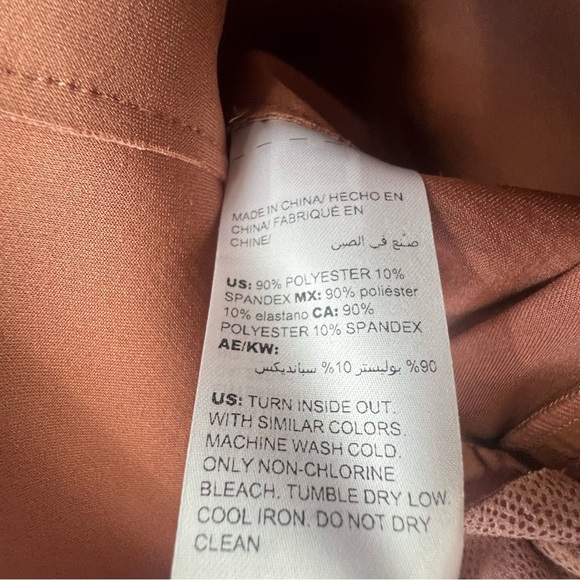 MADE IN CHINA/ HECHO EN
CHINA/ FABRIQUÉ EN
CHINE/
صنع في الصين
US: 90% POLYESTER 10%
SPANDEX MX: 90% poliéster
10% elastano CA: 90%
POLYESTER 10% SPANDEX
AE/KW:
90% بوليستر 10% سبانديكس
US: TURN INSIDE OUT.
WITH SIMILAR COLORS.
MACHINE WASH COLD.
ONLY NON-CHLORINE
BLEACH. TUMBLE DRY LOW.
COOL IRON. DO NOT DRY
CLEAN